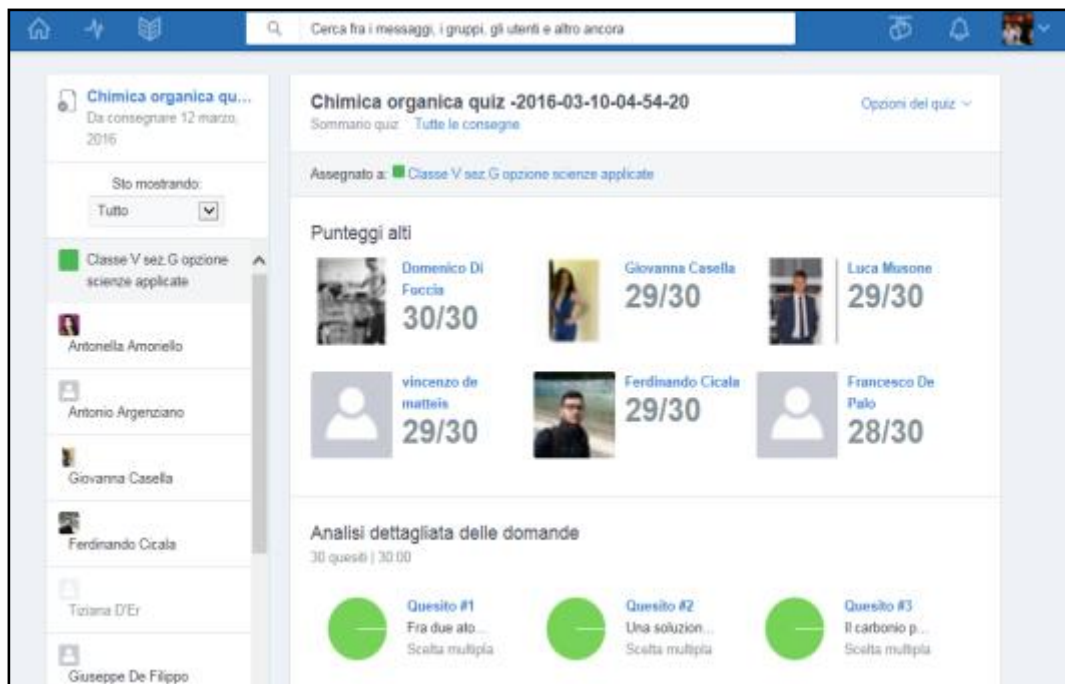 Cerca fra i messaggi, i gruppi, gli utenti e altro ancora
Chimica organica qu...
Da consegnare 12 marzo,
2016
Sto mostrando:
Tutto
Classe V sez.G opzione
scienze applicate
Antonella Amoriello
Antonio Argenziano
Giovanna Casella
Ferdinando Cicala
Tiziana D'Er
Giuseppe De Filippo
Chimica organica quiz -2016-03-10-04-54-20
Opzioni del quiz
Sommario quiz Tutte le consegne
Assegnato a: Classe V sez.G opzione scienze applicate
Punteggi alti
Domenico Di
Fuccia
30/30
Giovanna Casella
29/30
Luca Musone
29/30
vincenzo de
matteis
29/30
Ferdinando Cicala
29/30
Francesco De
Palo
28/30
Analisi dettagliata delle domande
30 quesiti | 30:00
Quesito #1
Fra due ato...
Scelta multipla
Quesito #2
Una soluzion...
Scelta multipla
Quesito #3
Il carbonio p...
Scelta multipla